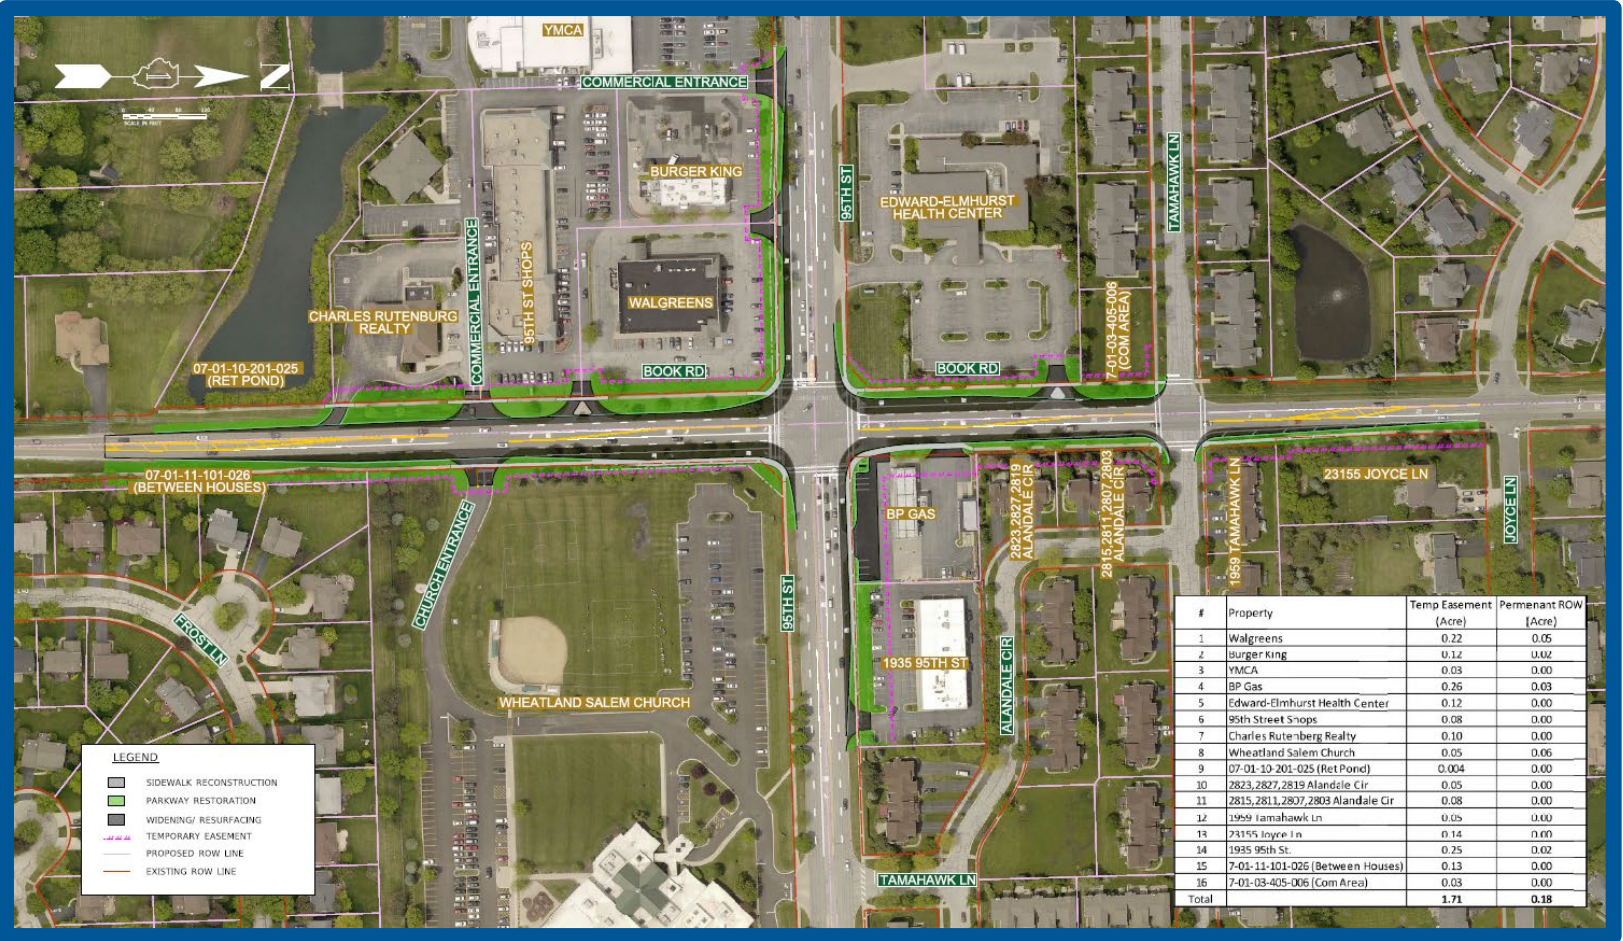 YMCA
COMMERCIAL ENTRANCE
0 40 80 120
SCALE IN FEET
BURGER KING
95TH ST
EDWARD-ELMHURST
HEALTH CENTER
TAMAHAWK LN
COMMERCIAL ENTRANCE
95TH ST SHOPS
WALGREENS
CHARLES RUTENBURG
REALTY
07-01-10-201-025
(RET POND)
BOOK RD
BOOK RD
7-01-03-405-006
(COM AREA)
07-01-11-101-026
(BETWEEN HOUSES)
CHURCH ENTRANCE
BP GAS
2823,2827,2819
ALANDALE CIR
2815,2811,2807,2803
ALANDALE CIR
1959 TAMAHAWK LN
23155 JOYCE LN
JOYCE LN
95TH ST
FROST LN
WHEATLAND SALEM CHURCH
1935 95TH ST
ALANDALE CIR
TAMAHAWK LN
LEGEND
SIDEWALK RECONSTRUCTION
PARKWAY RESTORATION
WIDENING/ RESURFACING
TEMPORARY EASEMENT
PROPOSED ROW LINE
EXISTING ROW LINE
# Property Temp Easement (Acre) Permenant ROW (Acre)
1 Walgreens 0.22 0.05
2 Burger King 0.12 0.02
3 YMCA 0.03 0.00
4 BP Gas 0.26 0.03
5 Edward-Elmhurst Health Center 0.12 0.00
6 95th Street Shops 0.08 0.00
7 Charles Rutenberg Realty 0.10 0.00
8 Wheatland Salem Church 0.05 0.06
9 07-01-10-201-025 (Ret Pond) 0.004 0.00
10 2823,2827,2819 Alandale Cir 0.05 0.00
11 2815,2811,2807,2803 Alandale Cir 0.08 0.00
12 1959 Tamahawk Ln 0.05 0.00
13 23155 Joyce Ln 0.14 0.00
14 1935 95th St. 0.25 0.02
15 7-01-11-101-026 (Between Houses) 0.13 0.00
16 7-01-03-405-006 (Com Area) 0.03 0.00
Total 1.71 0.18